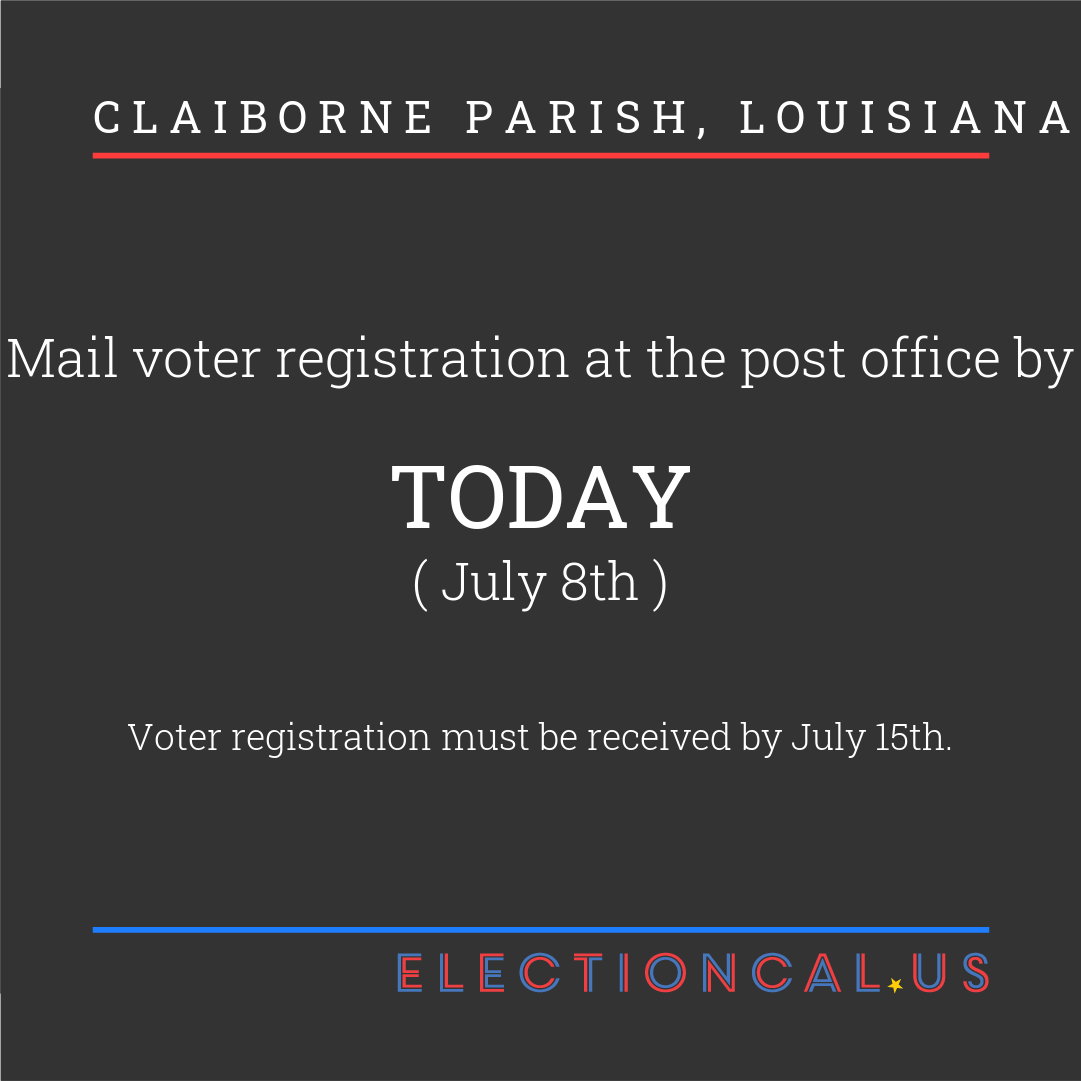 CLAIBORNE PARISH, LOUISIANA
Mail voter registration at the post office by
TODAY
( July 8th )
Voter registration must be received by July 15th.
ELECTIONCAL.US